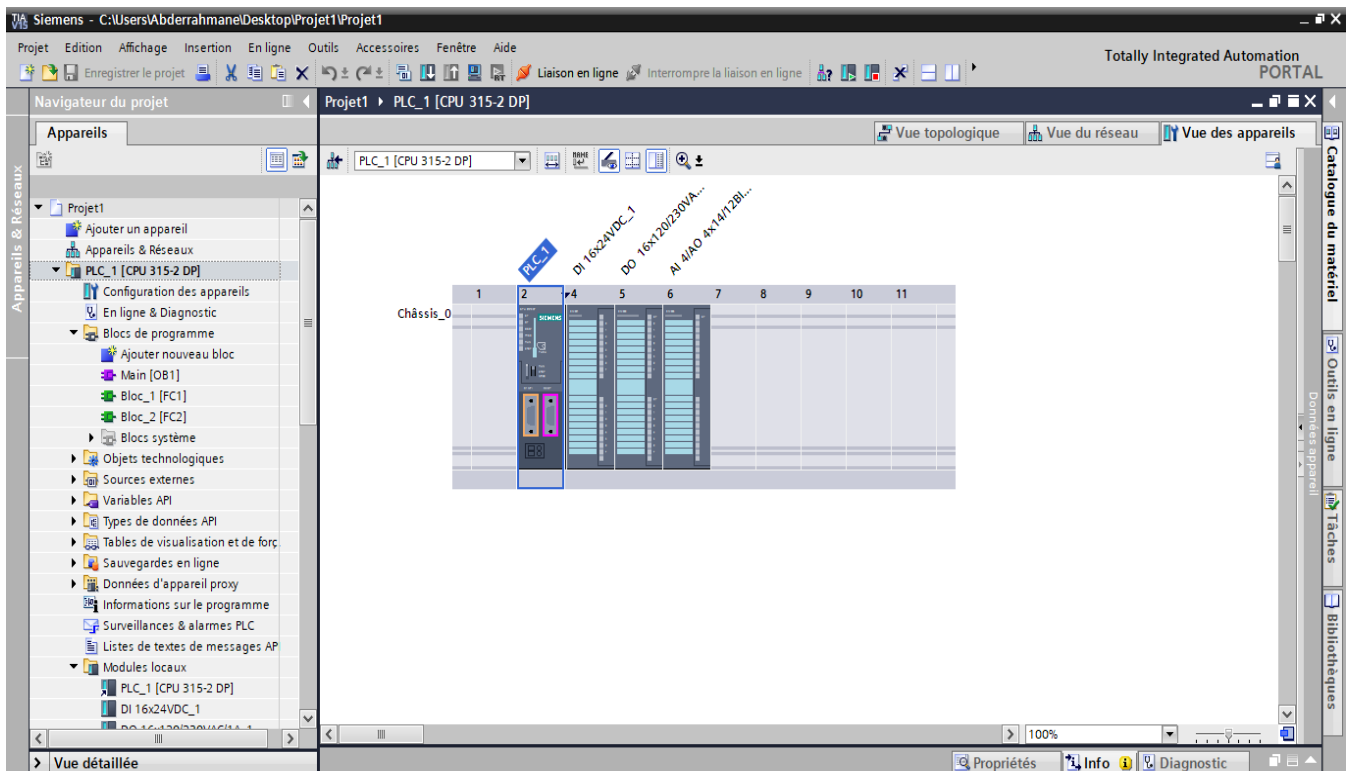 TIA V15 Siemens - C:\Users\Abderrahmane\Desktop\Projet1\Projet1
Projet Edition Affichage Insertion En ligne Outils Accessoires Fenêtre Aide
Totally Integrated Automation
PORTAL
Enregistrer le projet Liaison en ligne Interrompre la liaison en ligne
Navigateur du projet
Projet1 PLC_1 [CPU 315-2 DP]
Appareils
Vue topologique Vue du réseau Vue des appareils
PLC_1 [CPU 315-2 DP]
Appareils & Réseaux
Projet1
Ajouter un appareil
Appareils & Réseaux
PLC_1 [CPU 315-2 DP]
Configuration des appareils
En ligne & Diagnostic
Blocs de programme
Ajouter nouveau bloc
Main [OB1]
Bloc_1 [FC1]
Bloc_2 [FC2]
Blocs système
Objets technologiques
Sources externes
Variables API
Types de données API
Tables de visualisation et de forç
Sauvegardes en ligne
Données d'appareil proxy
Informations sur le programme
Surveillances & alarmes PLC
Listes de textes de messages AP
Modules locaux
PLC_1 [CPU 315-2 DP]
DI 16x24VDC_1
DO 16x120/230VAC/1A_1
Vue détaillée
PLC_1
DI 16x24VDC_1
DO 16x120/230VA...
AI 4/AO 4x14/12BI...
1 2 4 5 6 7 8 9 10 11
Châssis_0
SIEMENS
100%
Propriétés Info Diagnostic
Données appareil
Catalogue du matériel
Outils en ligne
Tâches
Bibliothèques